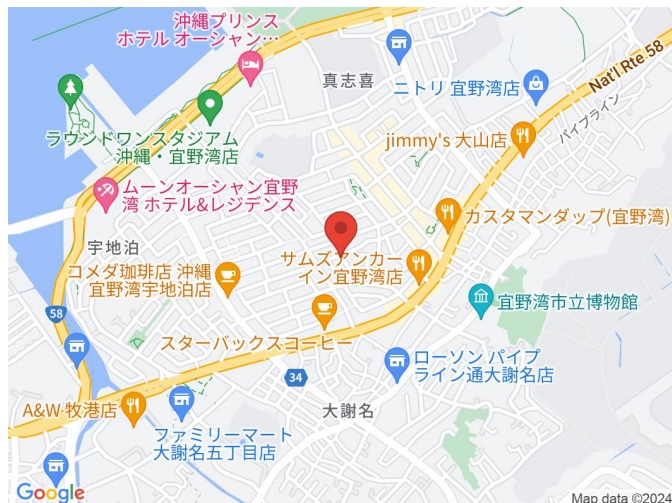 沖縄プリンス
ホテル オーシャン…
真志喜
ニトリ 宜野湾店
Nat'l Rte 58
パイプライン
ラウンドワンスタジアム
沖縄・宜野湾店
jimmy's 大山店
ムーンオーシャン宜野
湾 ホテル&レジデンス
カスタマンダップ(宜野湾)
宇地泊
コメダ珈琲店 沖縄
宜野湾宇地泊店
サムズアンカー
イン宜野湾店
宜野湾市立博物館
58
スターバックスコーヒー
ローソン パイプ
ライン通大謝名店
34
大謝名
A&W 牧港店
ファミリーマート
大謝名五丁目店
Google
Map data ©2024